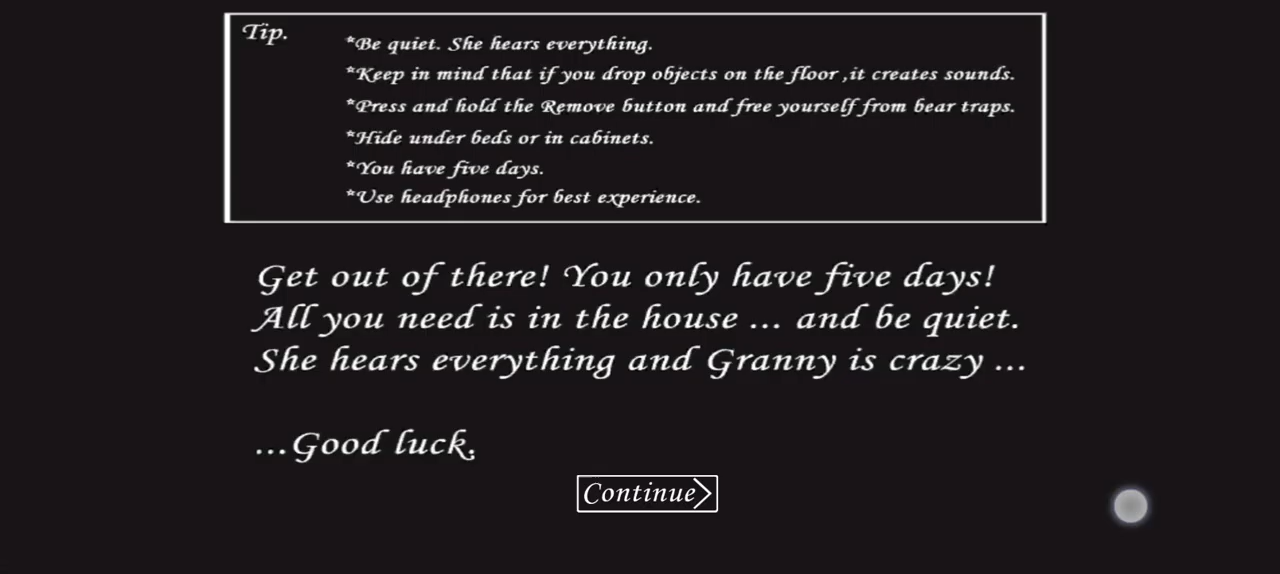 Tip.
*Be quiet. She hears everything.
*Keep in mind that if you drop objects on the floor ,it creates sounds.
*Press and hold the Remove button and free yourself from bear traps.
*Hide under beds or in cabinets.
*You have five days.
*Use headphones for best experience.
Get out of there! You only have five days!
All you need is in the house ... and be quiet.
She hears everything and Granny is crazy ...
...Good luck.
Continue